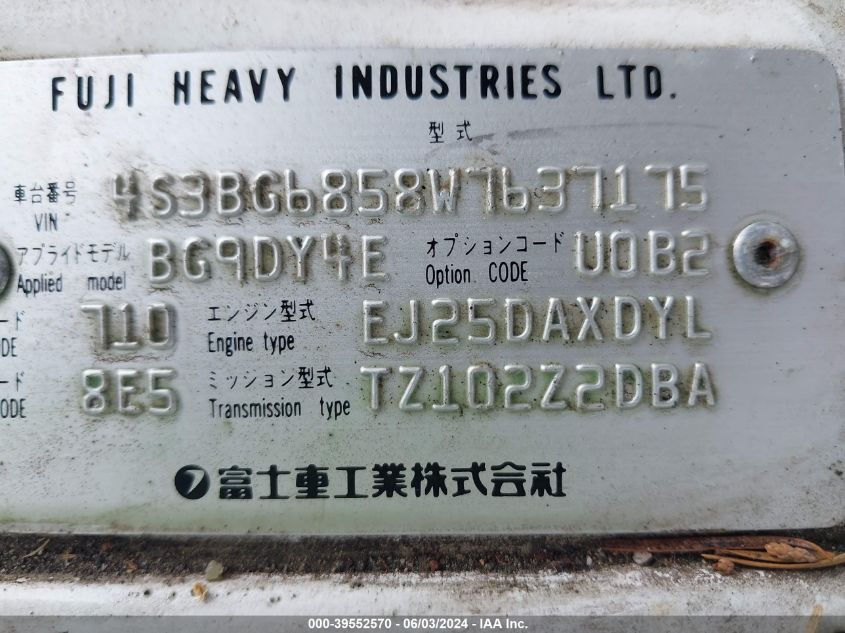 FUJI HEAVY INDUSTRIES LTD.
型式
車台番号 VIN 4S3BG6858W7637175
アプライドモデル Applied model BG9DY4E オプションコード Option CODE U0B2
ード DE 710 エンジン型式 Engine type EJ25DAXDYL
ード ODE 8E5 ミッション型式 Transmission type TZ102Z2DBA
富士重工業株式会社
000-39552570 - 06/03/2024 - IAA Inc.